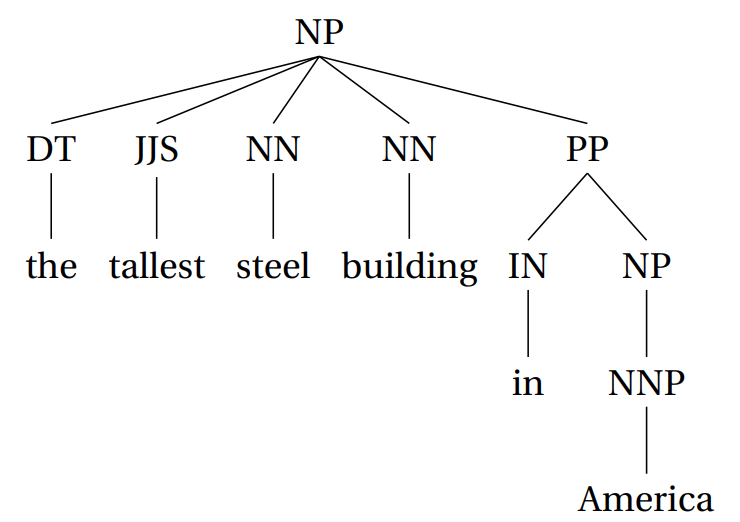 NP
DT JJS NN NN PP
the tallest steel building IN NP
in NNP
America